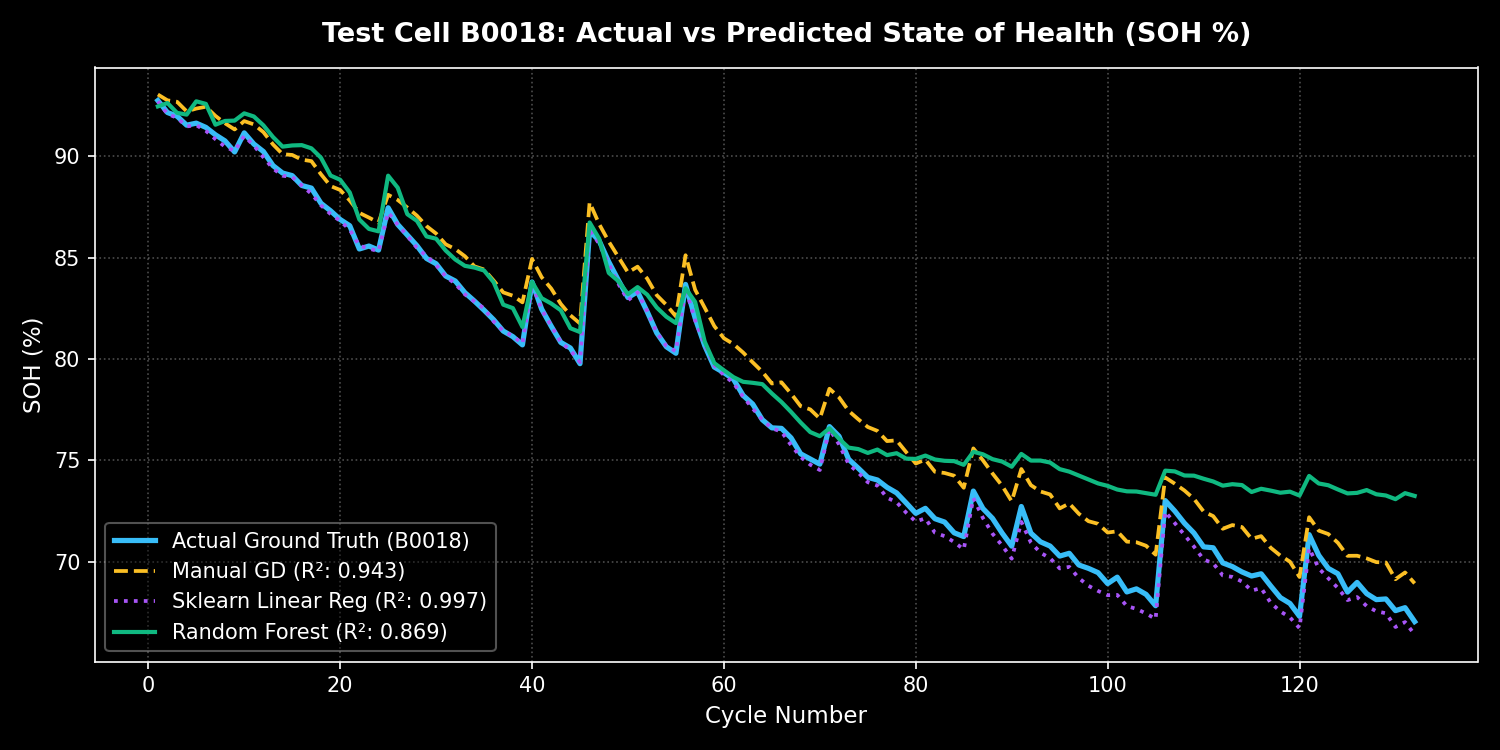 Test Cell B0018: Actual vs Predicted State of Health (SOH %)
SOH (%)
90
85
80
75
70
Actual Ground Truth (B0018)
Manual GD (R²: 0.943)
Sklearn Linear Reg (R²: 0.997)
Random Forest (R²: 0.869)
0 20 40 60 80 100 120
Cycle Number